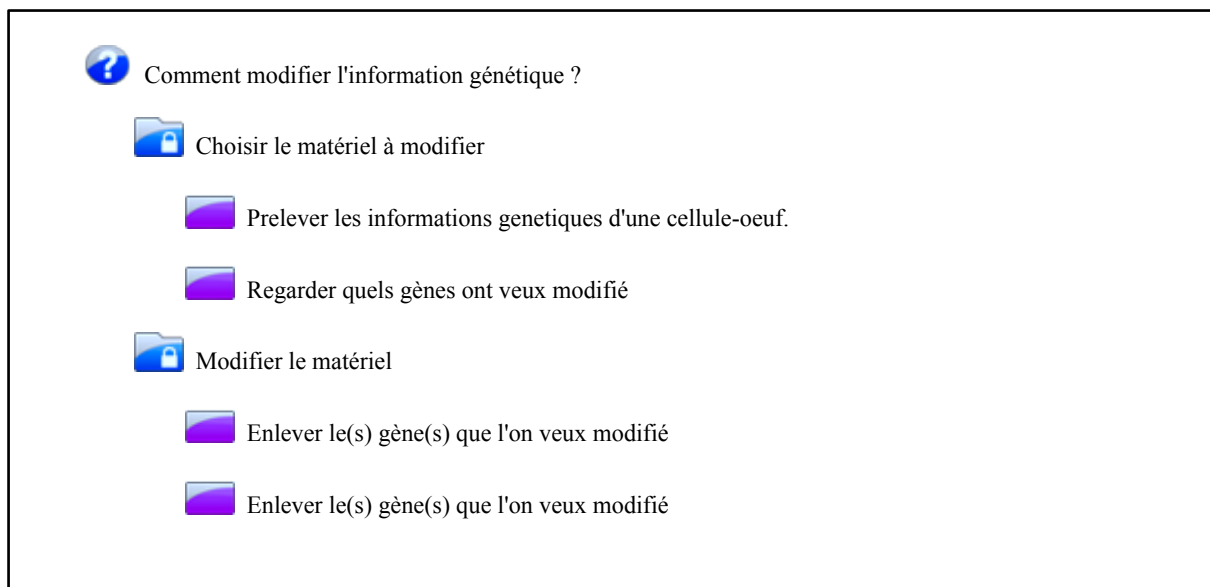 Comment modifier l'information génétique ?
Choisir le matériel à modifier
Prelever les informations genetiques d'une cellule-oeuf.
Regarder quels gènes ont veux modifié
Modifier le matériel
Enlever le(s) gène(s) que l'on veux modifié
Enlever le(s) gène(s) que l'on veux modifié